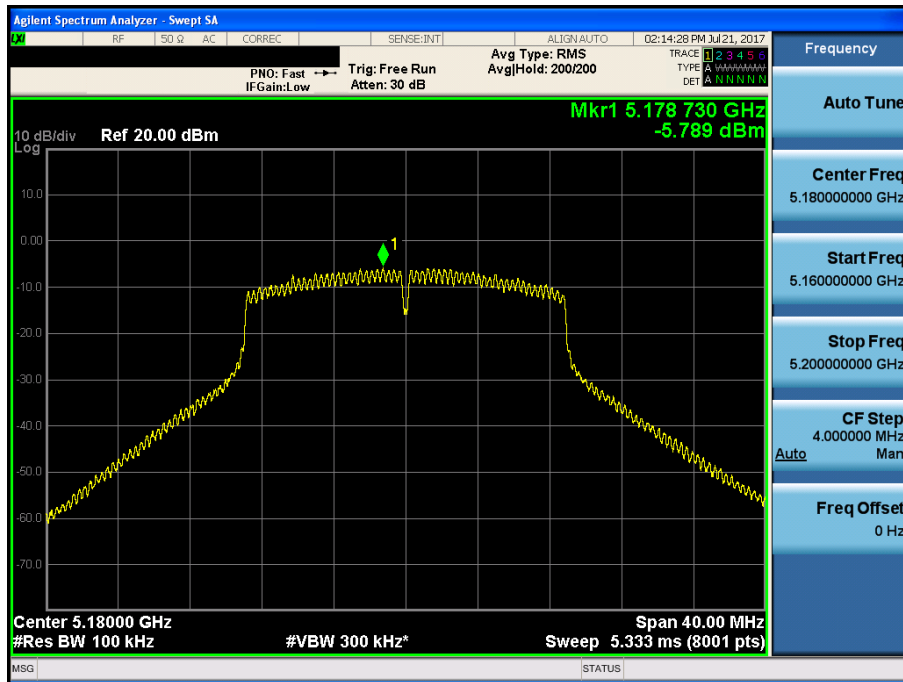 Agilent Spectrum Analyzer - Swept SA
LXI RF 50 Ω AC CORREC SENSE:INT ALIGN AUTO 02:14:28 PM Jul 21, 2017
Frequency
PNO: Fast
IFGain:Low
Trig: Free Run
Atten: 30 dB
Avg Type: RMS
Avg|Hold: 200/200
TRACE 1 2 3 4 5 6
TYPE A WWWWW
DET A N N N N N
Mkr1 5.178 730 GHz
-5.789 dBm
10 dB/div Ref 20.00 dBm
Log
10.0
0.00
-10.0
-20.0
-30.0
-40.0
-50.0
-60.0
-70.0
1
Center 5.18000 GHz
Span 40.00 MHz
#Res BW 100 kHz
#VBW 300 kHz*
Sweep 5.333 ms (8001 pts)
Auto Tune
Center Freq
5.180000000 GHz
Start Freq
5.160000000 GHz
Stop Freq
5.200000000 GHz
CF Step
4.000000 MHz
Auto Man
Freq Offset
0 Hz
MSG
STATUS